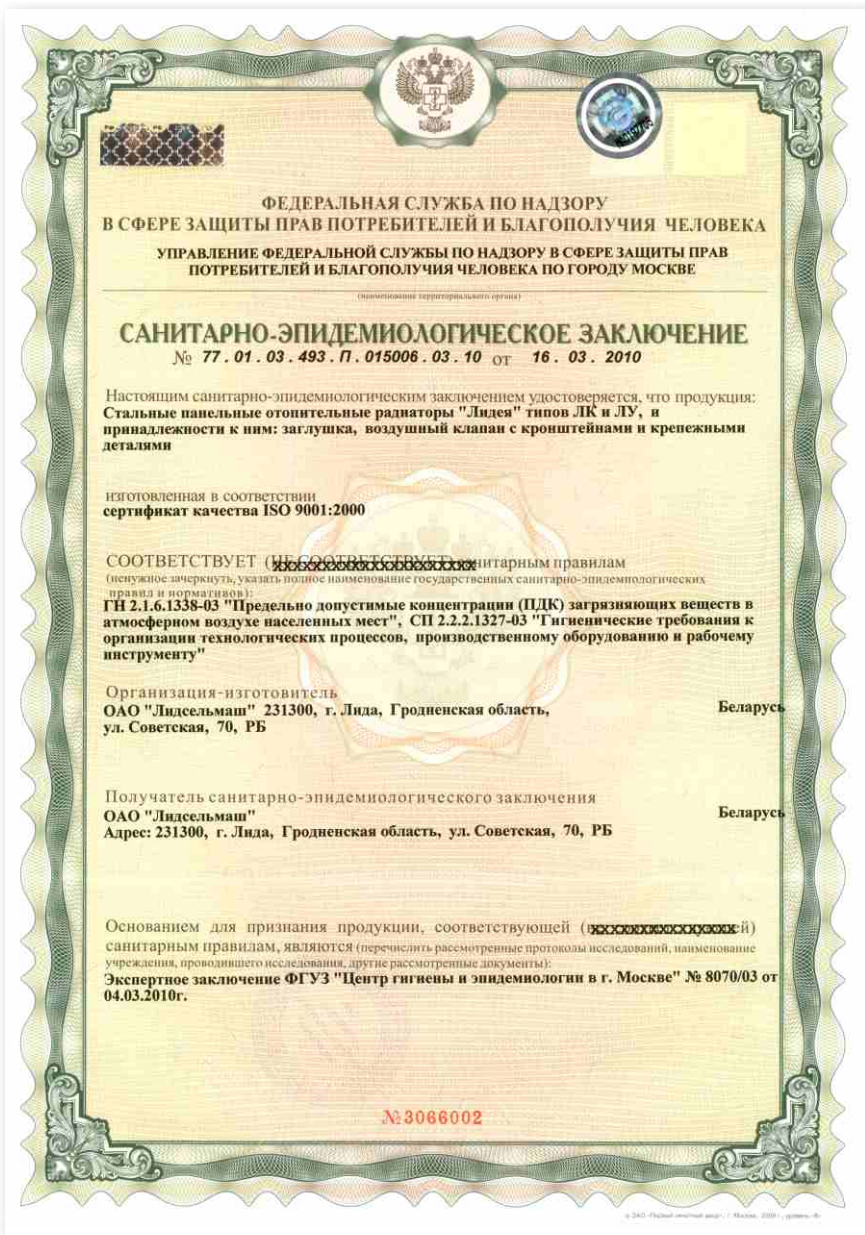 ФЕДЕРАЛЬНАЯ СЛУЖБА ПО НАДЗОРУ
В СФЕРЕ ЗАЩИТЫ ПРАВ ПОТРЕБИТЕЛЕЙ И БЛАГОПОЛУЧИЯ ЧЕЛОВЕКА
УПРАВЛЕНИЕ ФЕДЕРАЛЬНОЙ СЛУЖБЫ ПО НАДЗОРУ В СФЕРЕ ЗАЩИТЫ ПРАВ
ПОТРЕБИТЕЛЕЙ И БЛАГОПОЛУЧИЯ ЧЕЛОВЕКА ПО ГОРОДУ МОСКВЕ
(наименование территориального органа)
САНИТАРНО-ЭПИДЕМИОЛОГИЧЕСКОЕ ЗАКЛЮЧЕНИЕ
№ 77.01.03.493.П.015006.03.10 от 16.03.2010
Настоящим санитарно-эпидемиологическим заключением удостоверяется, что продукция:
Стальные панельные отопительные радиаторы "Лидея" типов ЛК и ЛУ, и
принадлежности к ним: заглушка, воздушный клапан с кронштейнами и крепежными
деталями
изготовленная в соответствии
сертификат качества ISO 9001:2000
СООТВЕТСТВУЕТ (НЕ СООТВЕТСТВУЕТ) санитарным правилам
(ненужное зачеркнуть, указать полное наименование государственных санитарно-эпидемиологических
правил и нормативов):
ГН 2.1.6.1338-03 "Предельно допустимые концентрации (ПДК) загрязняющих веществ в
атмосферном воздухе населенных мест", СП 2.2.2.1327-03 "Гигиенические требования к
организации технологических процессов, производственному оборудованию и рабочему
инструменту"
Организация-изготовитель
ОАО "Лидсельмаш" 231300, г. Лида, Гродненская область, Беларусь
ул. Советская, 70, РБ
Получатель санитарно-эпидемиологического заключения
ОАО "Лидсельмаш" Беларусь
Адрес: 231300, г. Лида, Гродненская область, ул. Советская, 70, РБ
Основанием для признания продукции, соответствующей
санитарным правилам, являются (перечислить рассмотренные протоколы исследований, наименование
учреждения, проводившего исследования, другие рассмотренные документы):
Экспертное заключение ФГУЗ "Центр гигиены и эпидемиологии в г. Москве" № 8070/03 от
04.03.2010г.
№3066002